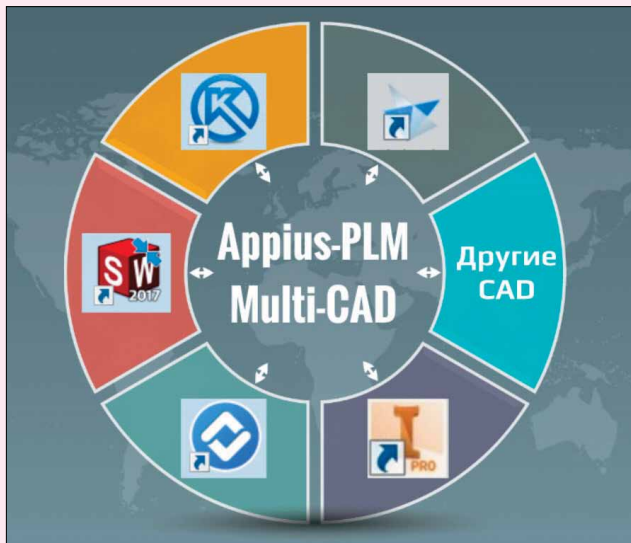 Appius-PLM
Multi-CAD
Другие
CAD
SW
2017
I
PRO